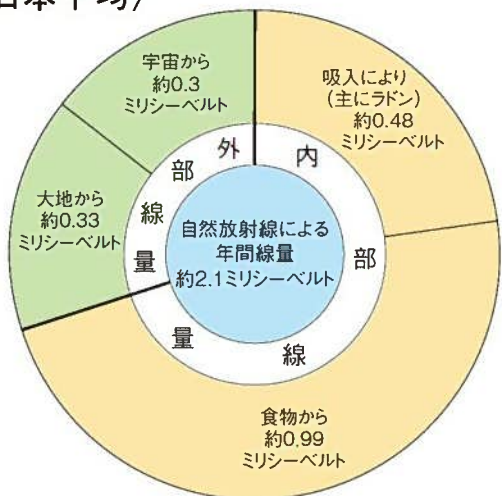 日本平均)
宇宙から
約0.3
ミリシーベルト
吸入により
(主にラドン)
約0.48
ミリシーベルト
大地から
約0.33
ミリシーベルト
外部線量
内部線量
自然放射線による
年間線量
約2.1ミリシーベルト
食物から
約0.99
ミリシーベルト